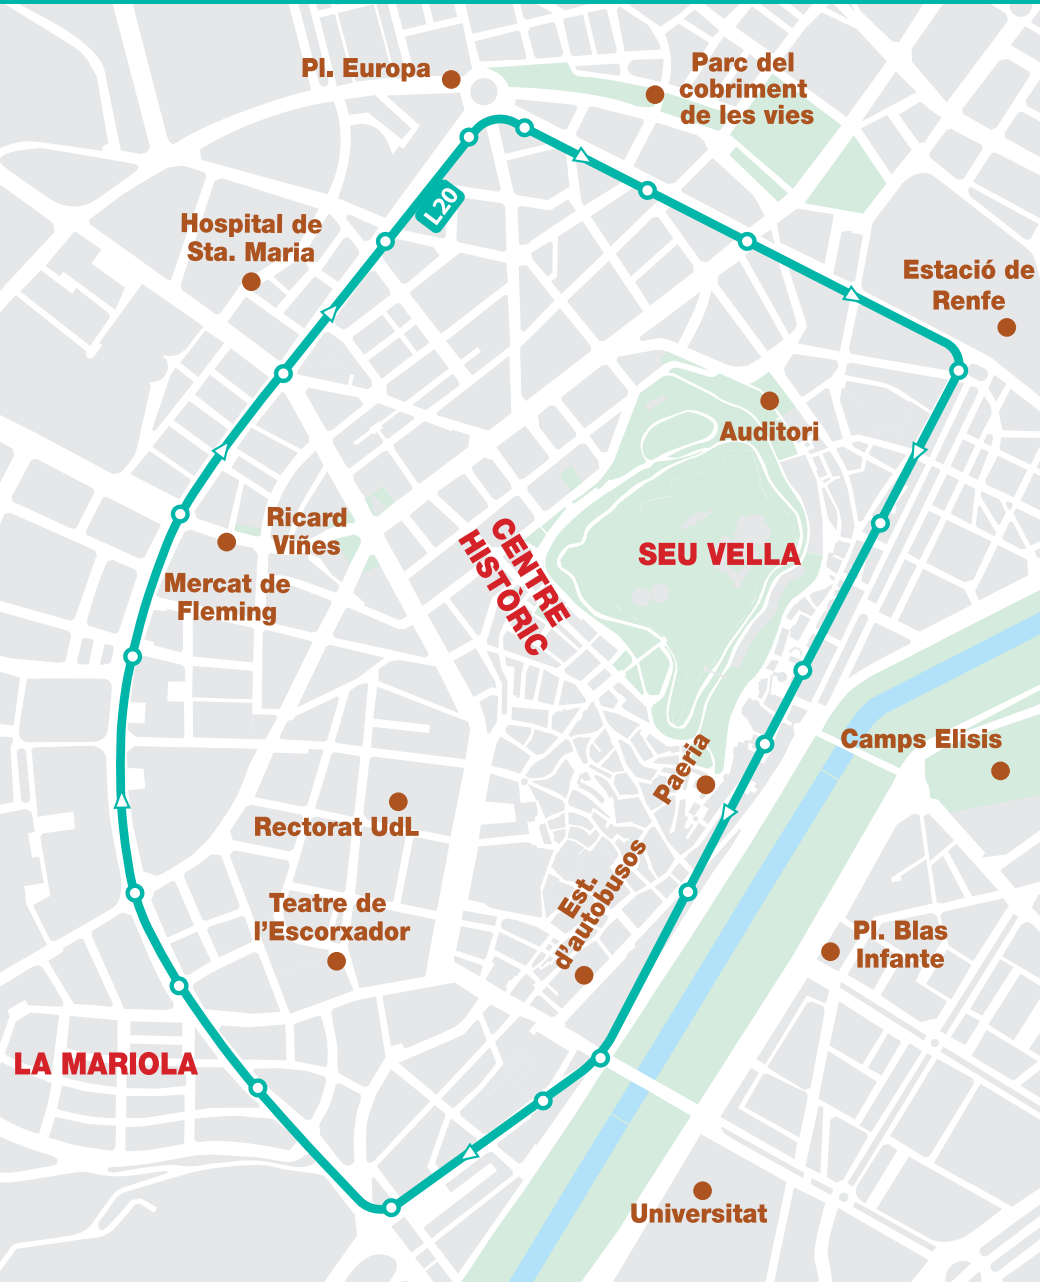 Pl. Europa
Parc del
cobriment
de les vies
L20
Hospital de
Sta. Maria
Estació de
Renfe
Auditori
Ricard
Viñes
CENTRE
HISTÒRIC
SEU VELLA
Mercat de
Fleming
Camps Elisis
Paeria
Rectorat UdL
Est.
d'autobusos
Teatre de
l'Escorxador
Pl. Blas
Infante
LA MARIOLA
Universitat